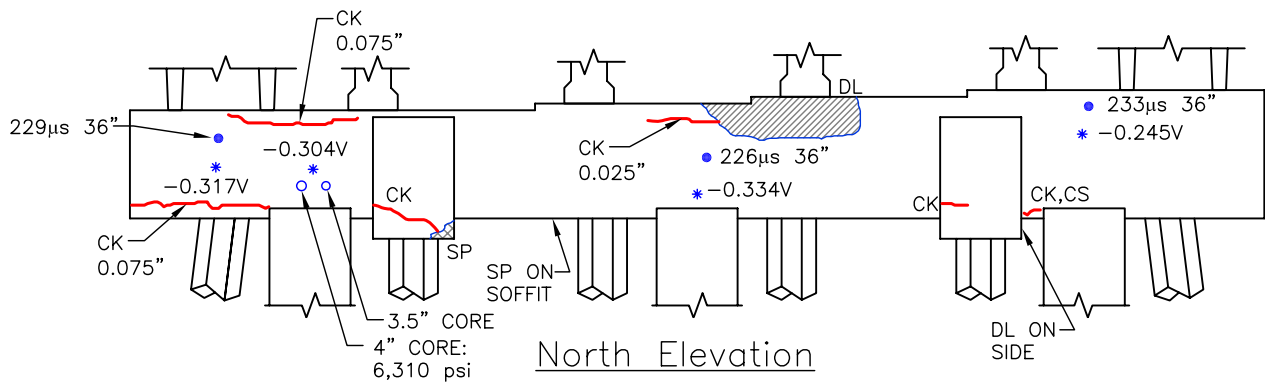 CK
0.075"
DL
229µs 36"
233µs 36"
-0.245V
-0.304V
CK
0.025"
226µs 36"
-0.317V
-0.334V
CK
CK
CK,CS
CK
0.075"
SP
SP ON
SOFFIT
3.5" CORE
4" CORE:
6,310 psi
DL ON
SIDE
North Elevation